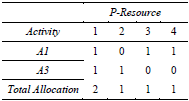 P-Resource
Activity 1 2 3 4
A1 1 0 1 1
A3 1 1 0 0
Total Allocation 2 1 1 1